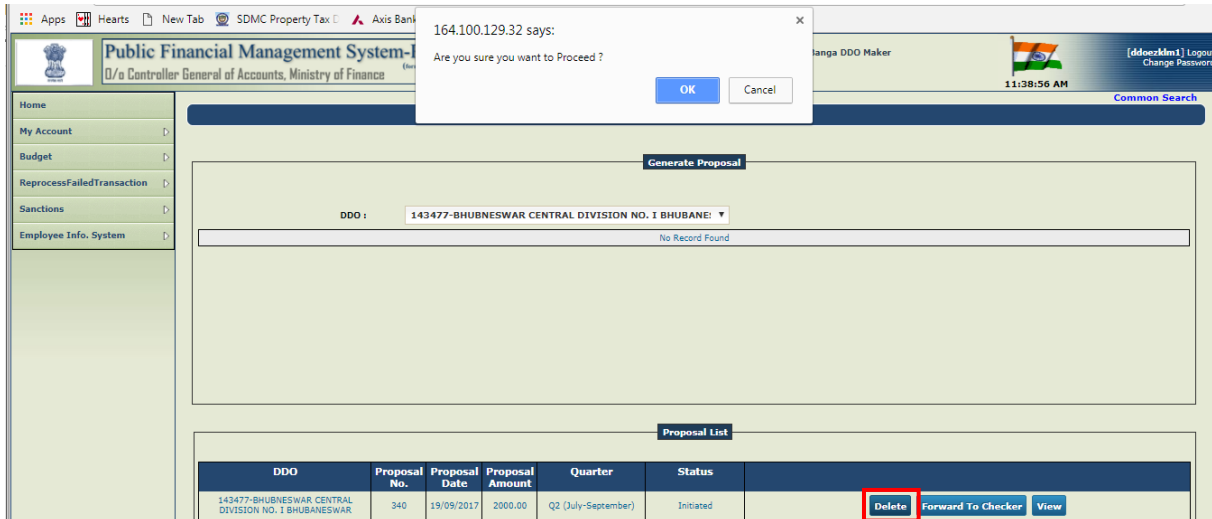 Apps Hearts New Tab SDMC Property Tax Axis Bank
164.100.129.32 says:
Are you sure you want to Proceed ?
OK Cancel
Public Financial Management System-
O/o Controller General of Accounts, Ministry of Finance
DDO Maker
[ddoezklm1] Logou
Change Passwor
11:38:56 AM
Common Search
Home
My Account
Budget
ReprocessFailedTransaction
Sanctions
Employee Info. System
Generate Proposal
DDO : 143477-BHUBNESWAR CENTRAL DIVISION NO. I BHUBANE
No Record Found
Proposal List
DDO Proposal No. Proposal Date Proposal Amount Quarter Status
143477-BHUBNESWAR CENTRAL DIVISION NO. I BHUBANESWAR 340 19/09/2017 2000.00 Q2 (July-September) Initiated Delete Forward To Checker View